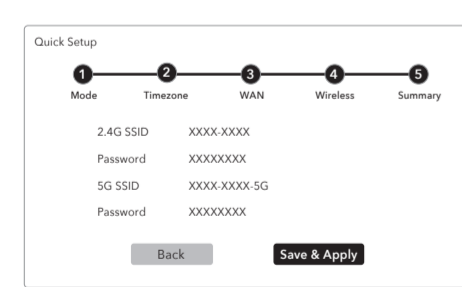 Quick Setup
1 2 3 4 5
Mode Timezone WAN Wireless Summary
2.4G SSID XXXX-XXXX
Password XXXXXXXX
5G SSID XXXX-XXXX-5G
Password XXXXXXXX
Back Save & Apply